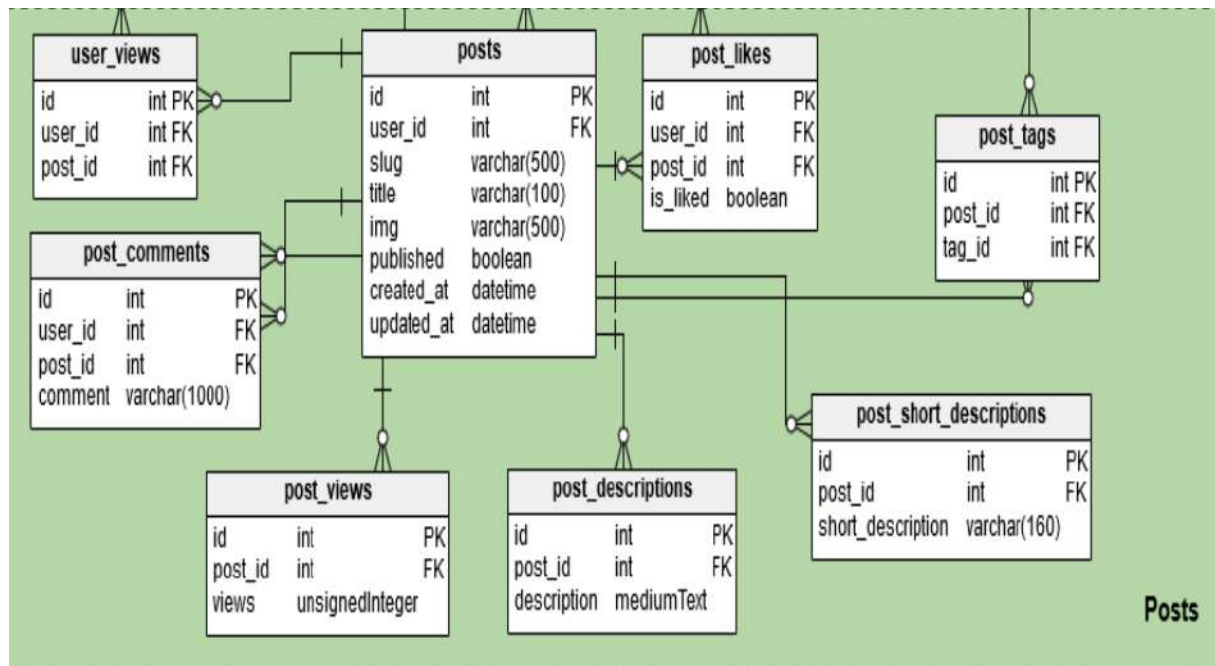 user_views
id int PK
user_id int FK
post_id int FK
posts
id int PK
user_id int FK
slug varchar(500)
title varchar(100)
img varchar(500)
published boolean
created_at datetime
updated_at datetime
post_likes
id int PK
user_id int FK
post_id int FK
is_liked boolean
post_tags
id int PK
post_id int FK
tag_id int FK
post_comments
id int PK
user_id int FK
post_id int FK
comment varchar(1000)
post_short_descriptions
id int PK
post_id int FK
short_description varchar(160)
post_views
id int PK
post_id int FK
views unsignedInteger
post_descriptions
id int PK
post_id int FK
description mediumText
Posts